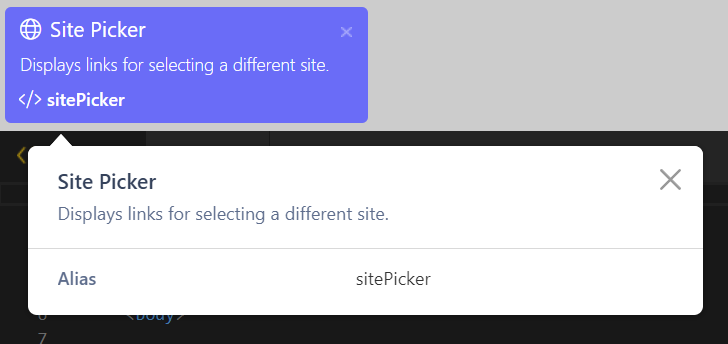 Site Picker
Displays links for selecting a different site.
</> sitePicker
Site Picker
Displays links for selecting a different site.
Alias sitePicker
<body>
7